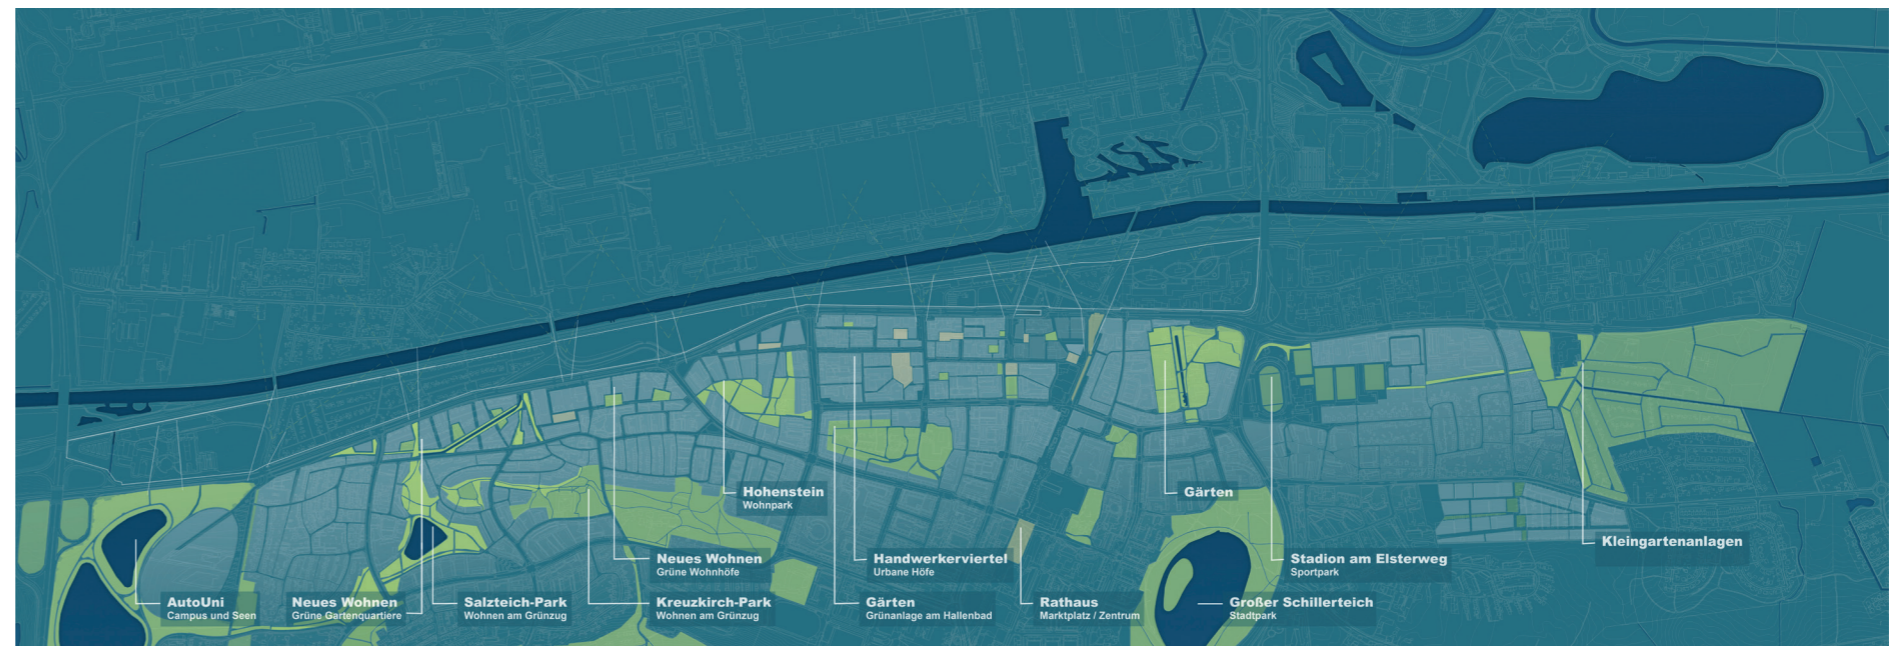 Hohenstein
Wohnpark
Gärten
Neues Wohnen
Grüne Wohnhöfe
Handwerkerviertel
Urbane Höfe
Stadion am Elsterweg
Sportpark
Kleingartenanlagen
AutoUni
Campus und Seen
Neues Wohnen
Grüne Gartenquartiere
Salzteich-Park
Wohnen am Grünzug
Kreuzkirch-Park
Wohnen am Grünzug
Gärten
Grünanlage am Hallenbad
Rathaus
Marktplatz / Zentrum
Großer Schillerteich
Stadtpark